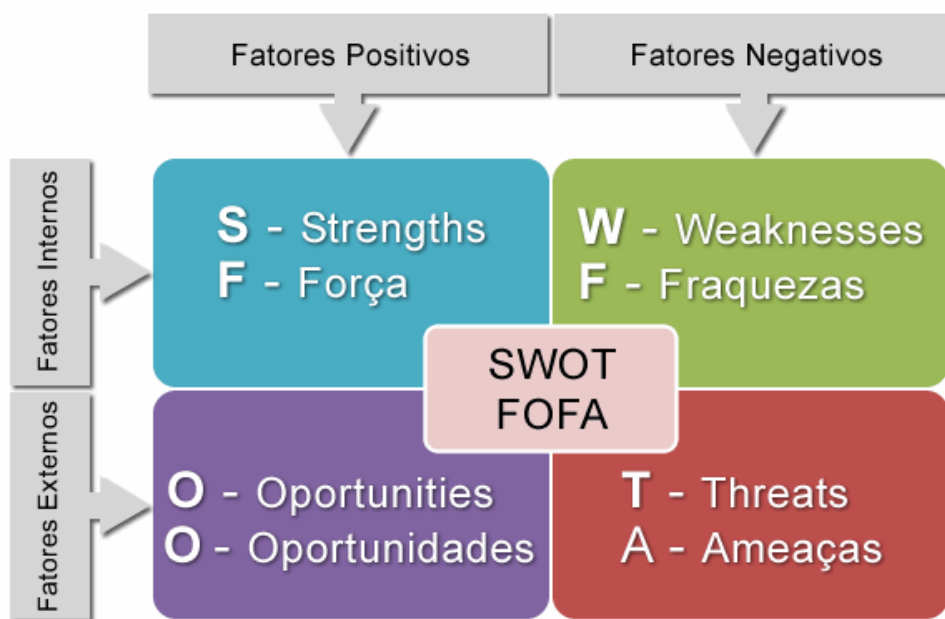 Fatores Positivos
Fatores Negativos
Fatores Internos
S - Strengths
F - Força
W - Weaknesses
F - Fraquezas
SWOT
FOFA
Fatores Externos
O - Oportunities
O - Oportunidades
T - Threats
A - Ameaças